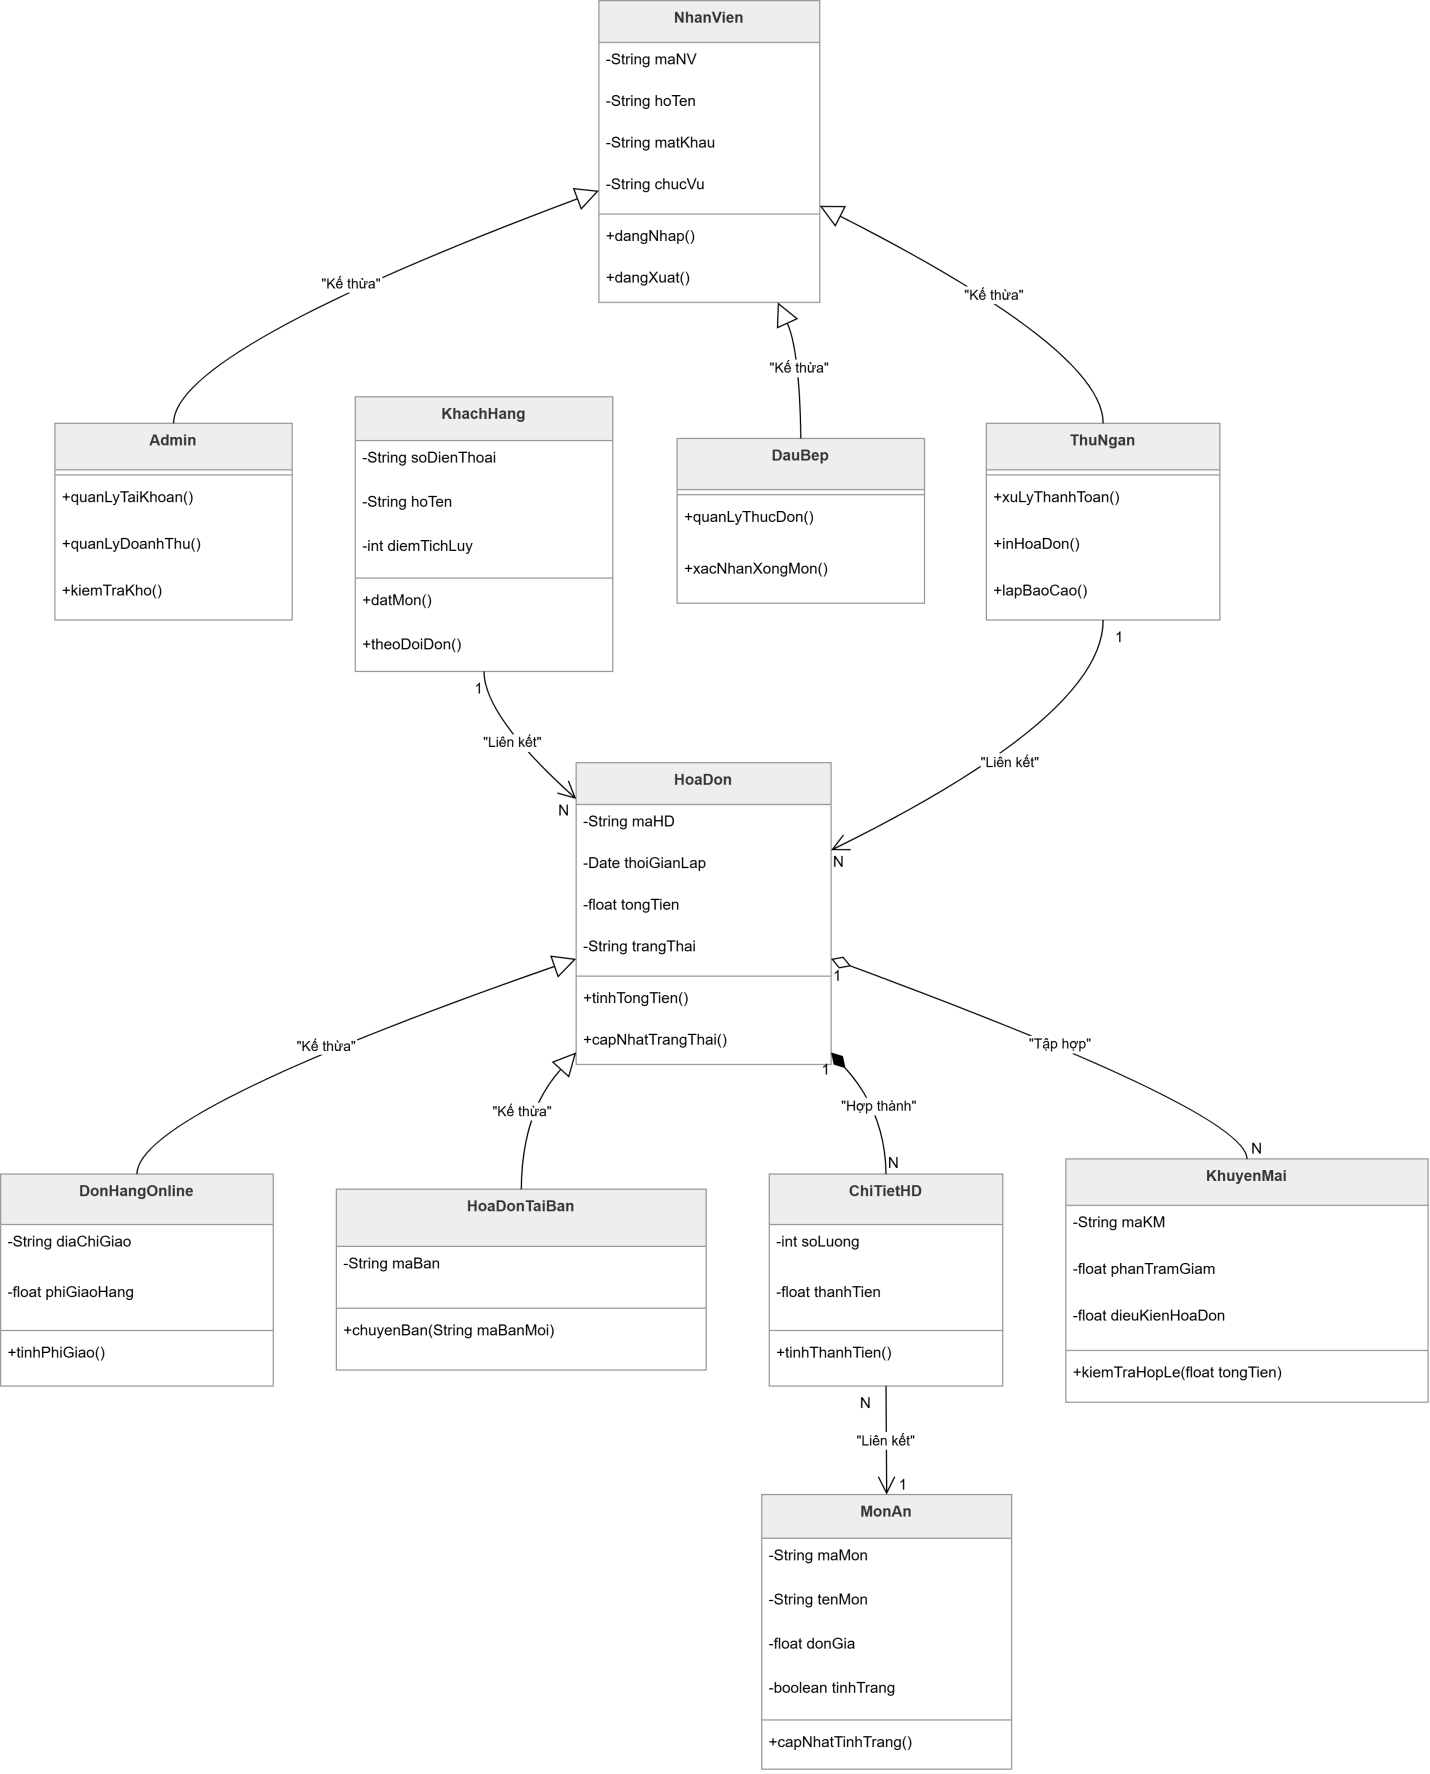 NhanVien
-String maNV
-String hoTen
-String matKhau
-String chucVu
+dangNhap()
+dangXuat()
"Kế thừa"
"Kế thừa"
"Kế thừa"
Admin
+quanLyTaiKhoan()
+quanLyDoanhThu()
+kiemTraKho()
KhachHang
-String soDienThoai
-String hoTen
-int diemTichLuy
+datMon()
+theoDoiDon()
DauBep
+quanLyThucDon()
+xacNhanXongMon()
ThuNgan
+xuLyThanhToan()
+inHoaDon()
+lapBaoCao()
1
"Liên kết"
N
1
"Liên kết"
N
HoaDon
-String maHD
-Date thoiGianLap
-float tongTien
-String trangThai
+tinhTongTien()
+capNhatTrangThai()
"Kế thừa"
"Kế thừa"
1
"Hợp thành"
N
1
"Tập hợp"
N
DonHangOnline
-String diaChiGiao
-float phiGiaoHang
+tinhPhiGiao()
HoaDonTaiBan
-String maBan
+chuyenBan(String maBanMoi)
ChiTietHD
-int soLuong
-float thanhTien
+tinhThanhTien()
KhuyenMai
-String maKM
-float phanTramGiam
-float dieuKienHoaDon
+kiemTraHopLe(float tongTien)
N
"Liên kết"
1
MonAn
-String maMon
-String tenMon
-float donGia
-boolean tinhTrang
+capNhatTinhTrang()